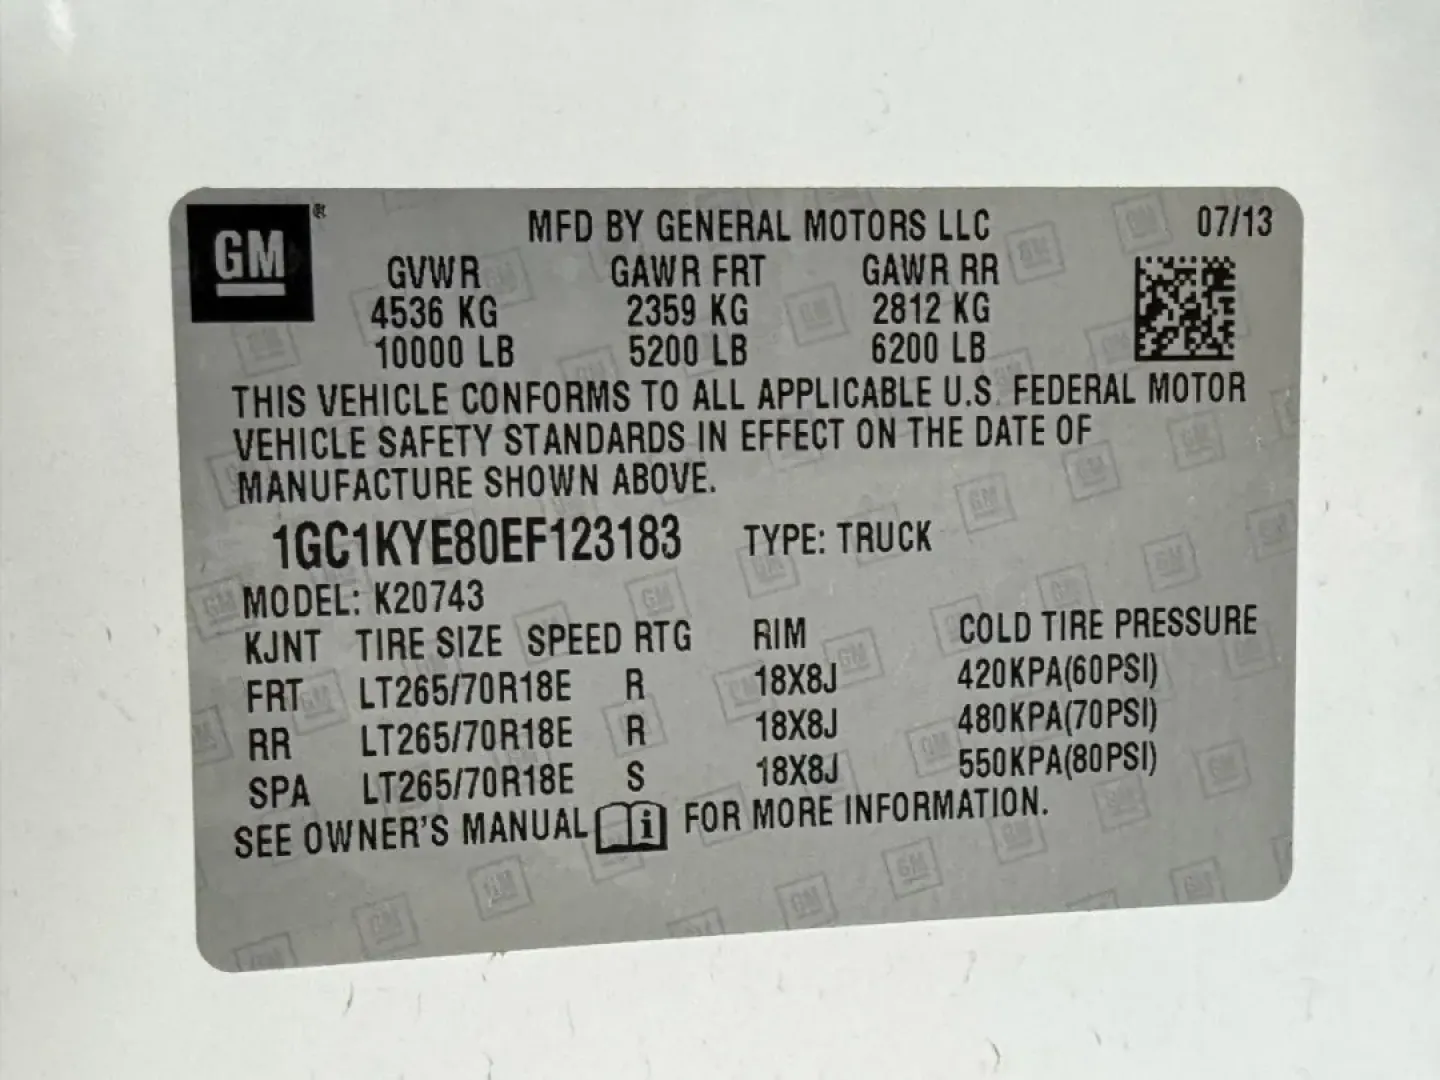 GM ®
MFD BY GENERAL MOTORS LLC 07/13
GVWR GAWR FRT GAWR RR
4536 KG 2359 KG 2812 KG
10000 LB 5200 LB 6200 LB
THIS VEHICLE CONFORMS TO ALL APPLICABLE U.S. FEDERAL MOTOR
VEHICLE SAFETY STANDARDS IN EFFECT ON THE DATE OF
MANUFACTURE SHOWN ABOVE.
1GC1KYE80EF123183 TYPE: TRUCK
MODEL: K20743
KJNT TIRE SIZE SPEED RTG RIM COLD TIRE PRESSURE
FRT LT265/70R18E R 18X8J 420KPA(60PSI)
RR LT265/70R18E R 18X8J 480KPA(70PSI)
SPA LT265/70R18E S 18X8J 550KPA(80PSI)
SEE OWNER'S MANUAL i FOR MORE INFORMATION.